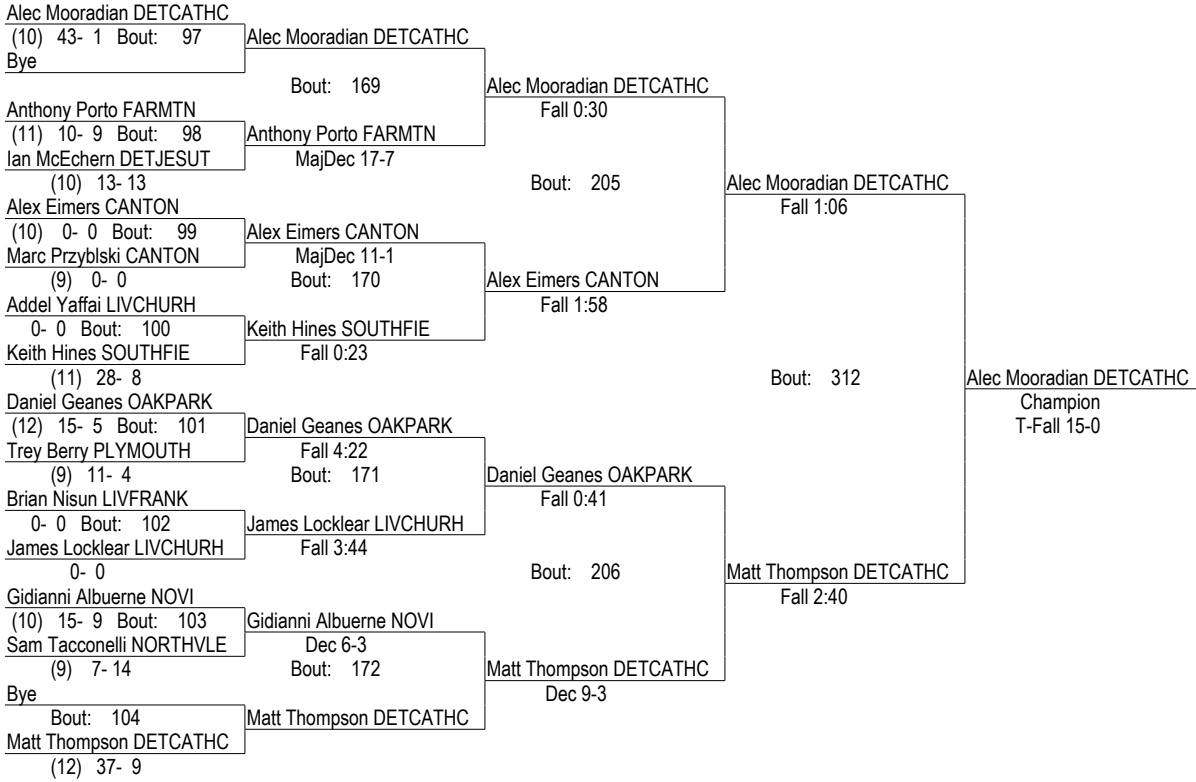 Alec Mooradian DETCATHC
(10) 43- 1 Bout: 97 Alec Mooradian DETCATHC
Bye
Bout: 169 Alec Mooradian DETCATHC
Anthony Porto FARMTN Fall 0:30
(11) 10- 9 Bout: 98 Anthony Porto FARMTN
Ian McEchern DETJESUT MajDec 17-7
(10) 13- 13 Bout: 205 Alec Mooradian DETCATHC
Alex Eimers CANTON Fall 1:06
(10) 0- 0 Bout: 99 Alex Eimers CANTON
Marc Przyblski CANTON MajDec 11-1
(9) 0- 0 Bout: 170 Alex Eimers CANTON
Addel Yaffai LIVCHURH Fall 1:58
0- 0 Bout: 100 Keith Hines SOUTHFIE
Keith Hines SOUTHFIE Fall 0:23
(11) 28- 8 Bout: 312 Alec Mooradian DETCATHC
Daniel Geanes OAKPARK Champion
(12) 15- 5 Bout: 101 Daniel Geanes OAKPARK T-Fall 15-0
Trey Berry PLYMOUTH Fall 4:22
(9) 11- 4 Bout: 171 Daniel Geanes OAKPARK
Brian Nisun LIVFRANK Fall 0:41
0- 0 Bout: 102 James Locklear LIVCHURH
James Locklear LIVCHURH Fall 3:44
0- 0 Bout: 206 Matt Thompson DETCATHC
Gidianni Albuerne NOVI Fall 2:40
(10) 15- 9 Bout: 103 Gidianni Albuerne NOVI
Sam Tacconelli NORTHVLE Dec 6-3
(9) 7- 14 Bout: 172 Matt Thompson DETCATHC
Bye Dec 9-3
Bout: 104 Matt Thompson DETCATHC
Matt Thompson DETCATHC
(12) 37- 9